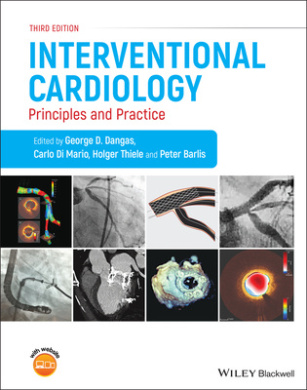 THIRD EDITION
INTERVENTIONAL
CARDIOLOGY
Principles and Practice
Edited by George D. Dangas,
Carlo Di Mario, Holger Thiele and Peter Barlis
with website
WILEY Blackwell